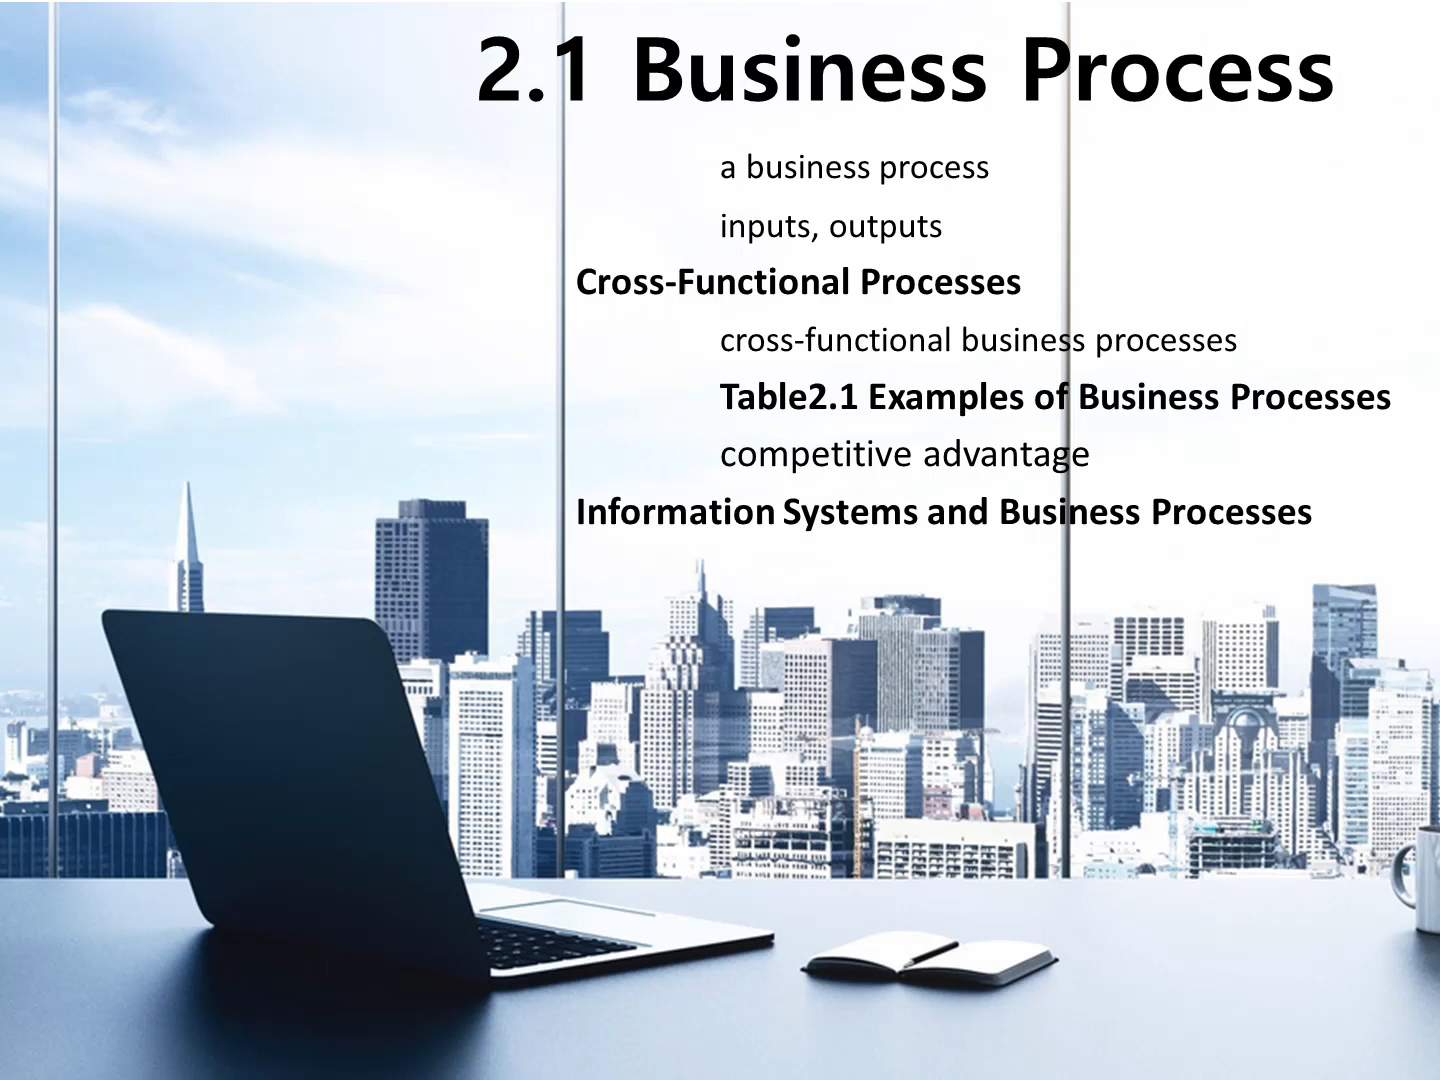 2.1 Business Process
a business process
inputs, outputs
Cross-Functional Processes
cross-functional business processes
Table2.1 Examples of Business Processes
competitive advantage
Information Systems and Business Processes